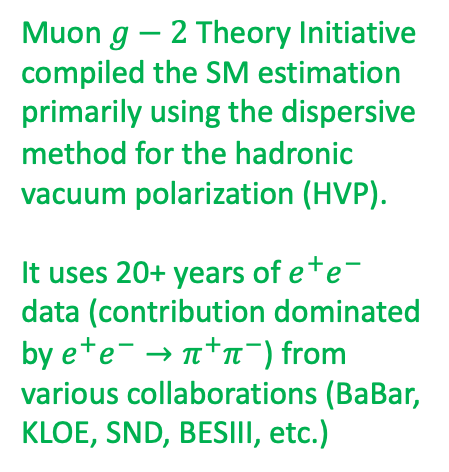 Muon g − 2 Theory Initiative
compiled the SM estimation
primarily using the dispersive
method for the hadronic
vacuum polarization (HVP).
It uses 20+ years of e⁺e⁻
data (contribution dominated
by e⁺e⁻ → π⁺π⁻) from
various collaborations (BaBar,
KLOE, SND, BESIII, etc.)